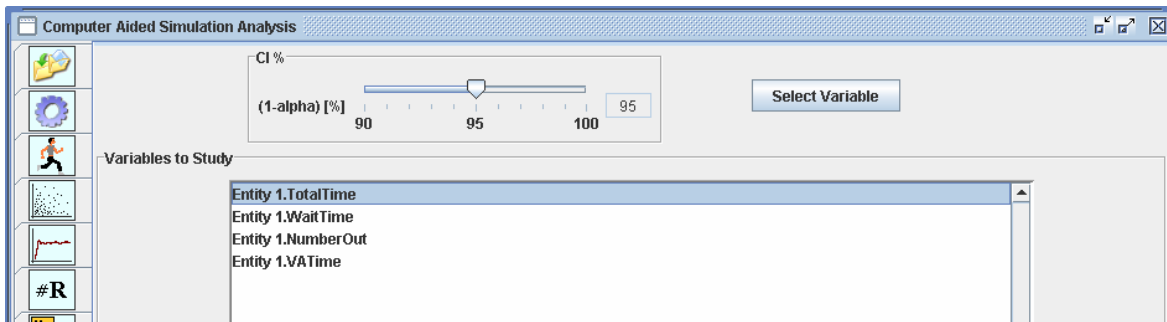 Computer Aided Simulation Analysis
CI %
(1-alpha) [%]
90 95 100
95
Select Variable
Variables to Study
Entity 1.TotalTime
Entity 1.WaitTime
Entity 1.NumberOut
Entity 1.VATime
#R